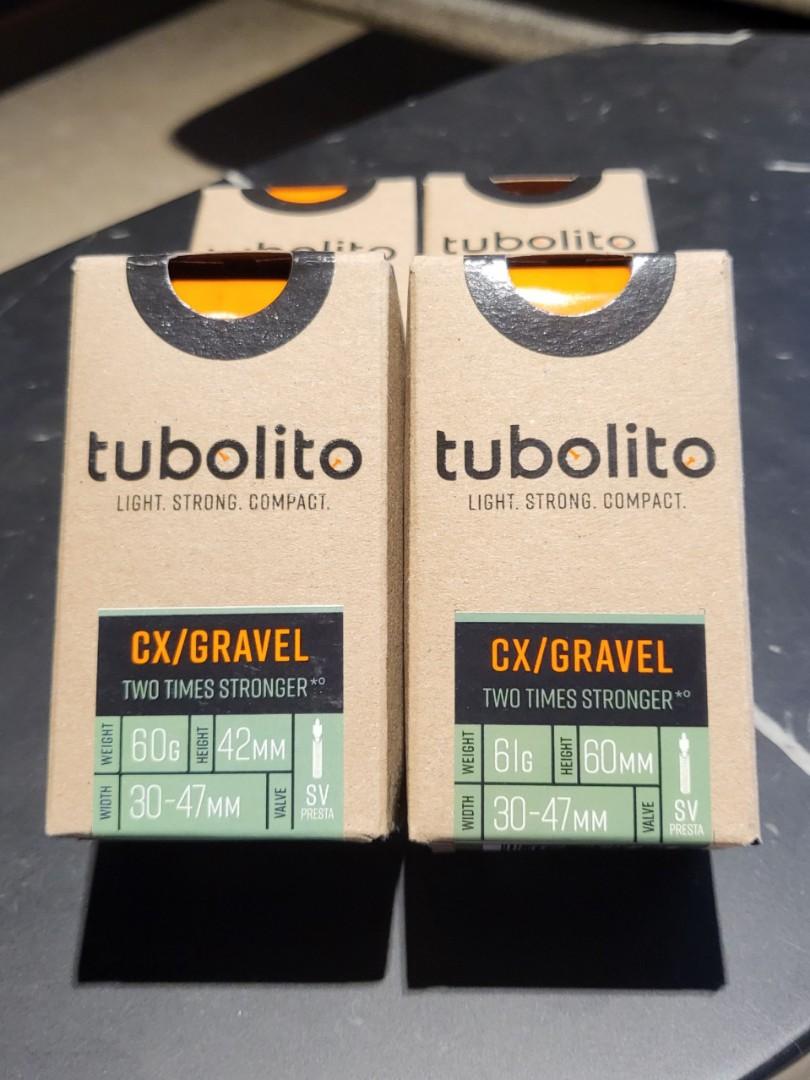 tubolito
tubolito
tubolito
LIGHT. STRONG. COMPACT.
CX/GRAVEL
TWO TIMES STRONGER*°
WEIGHT 60G HEIGHT 42MM
WIDTH 30-47MM VALVE SV
PRESTA
tubolito
LIGHT. STRONG. COMPACT.
CX/GRAVEL
TWO TIMES STRONGER*°
WEIGHT 61G HEIGHT 60MM
WIDTH 30-47MM VALVE SV
PRESTA